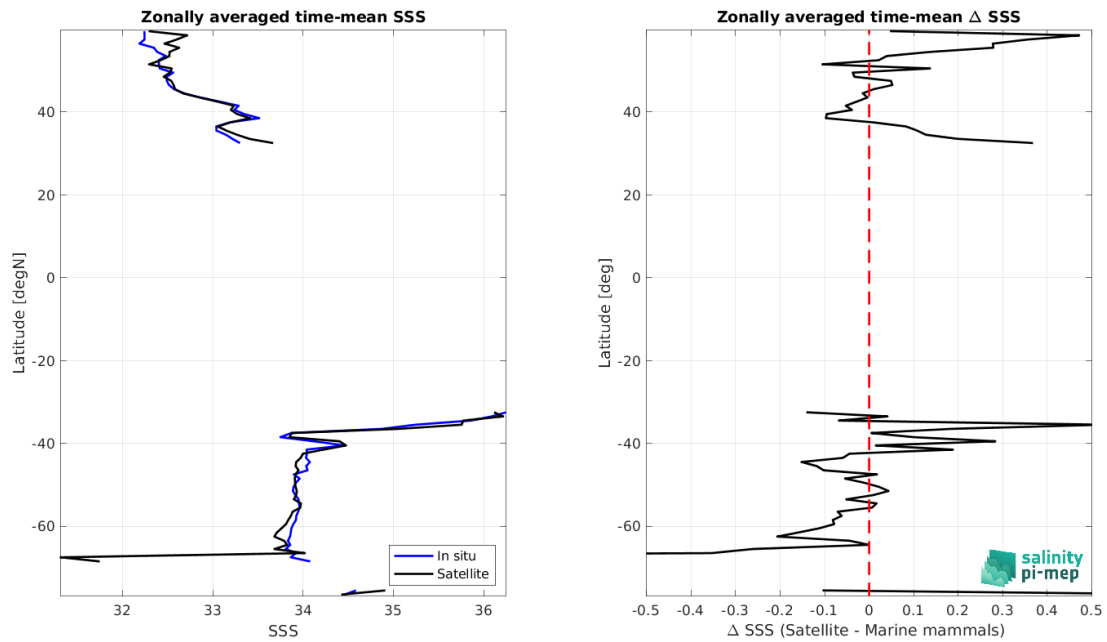 Zonally averaged time-mean SSS
40
20
0
-20
-40
-60
Latitude [degN]
32
33
34
35
36
SSS
In situ
Satellite
Zonally averaged time-mean Δ SSS
40
20
0
-20
-40
-60
Latitude [deg]
-0.5
-0.4
-0.3
-0.2
-0.1
0
0.1
0.2
0.3
0.4
0.5
Δ SSS (Satellite - Marine mammals)
salinity
pi-mep